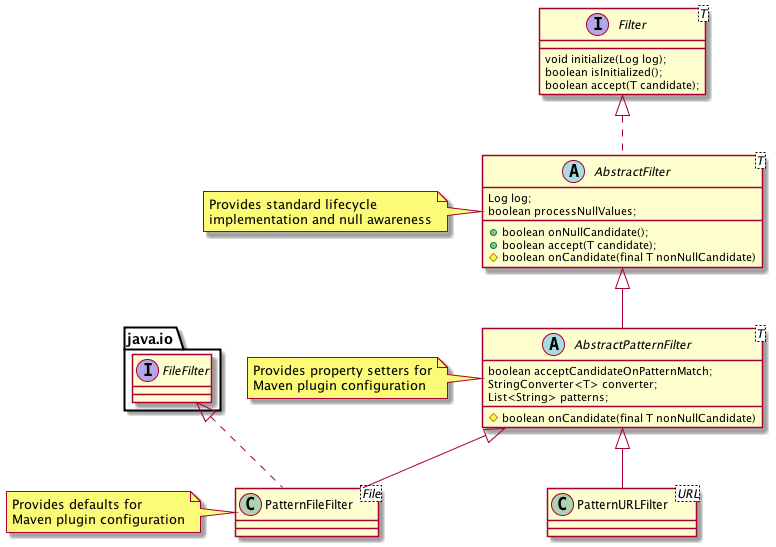 T
I Filter
void initialize(Log log);
boolean isInitialized();
boolean accept(T candidate);
T
A AbstractFilter
Log log;
boolean processNullValues;
boolean onNullCandidate();
boolean accept(T candidate);
boolean onCandidate(final T nonNullCandidate)
Provides standard lifecycle
implementation and null awareness
java.io
I FileFilter
T
A AbstractPatternFilter
boolean acceptCandidateOnPatternMatch;
StringConverter<T> converter;
List<String> patterns;
boolean onCandidate(final T nonNullCandidate)
Provides property setters for
Maven plugin configuration
Provides defaults for
Maven plugin configuration
File
C PatternFileFilter
URL
C PatternURLFilter